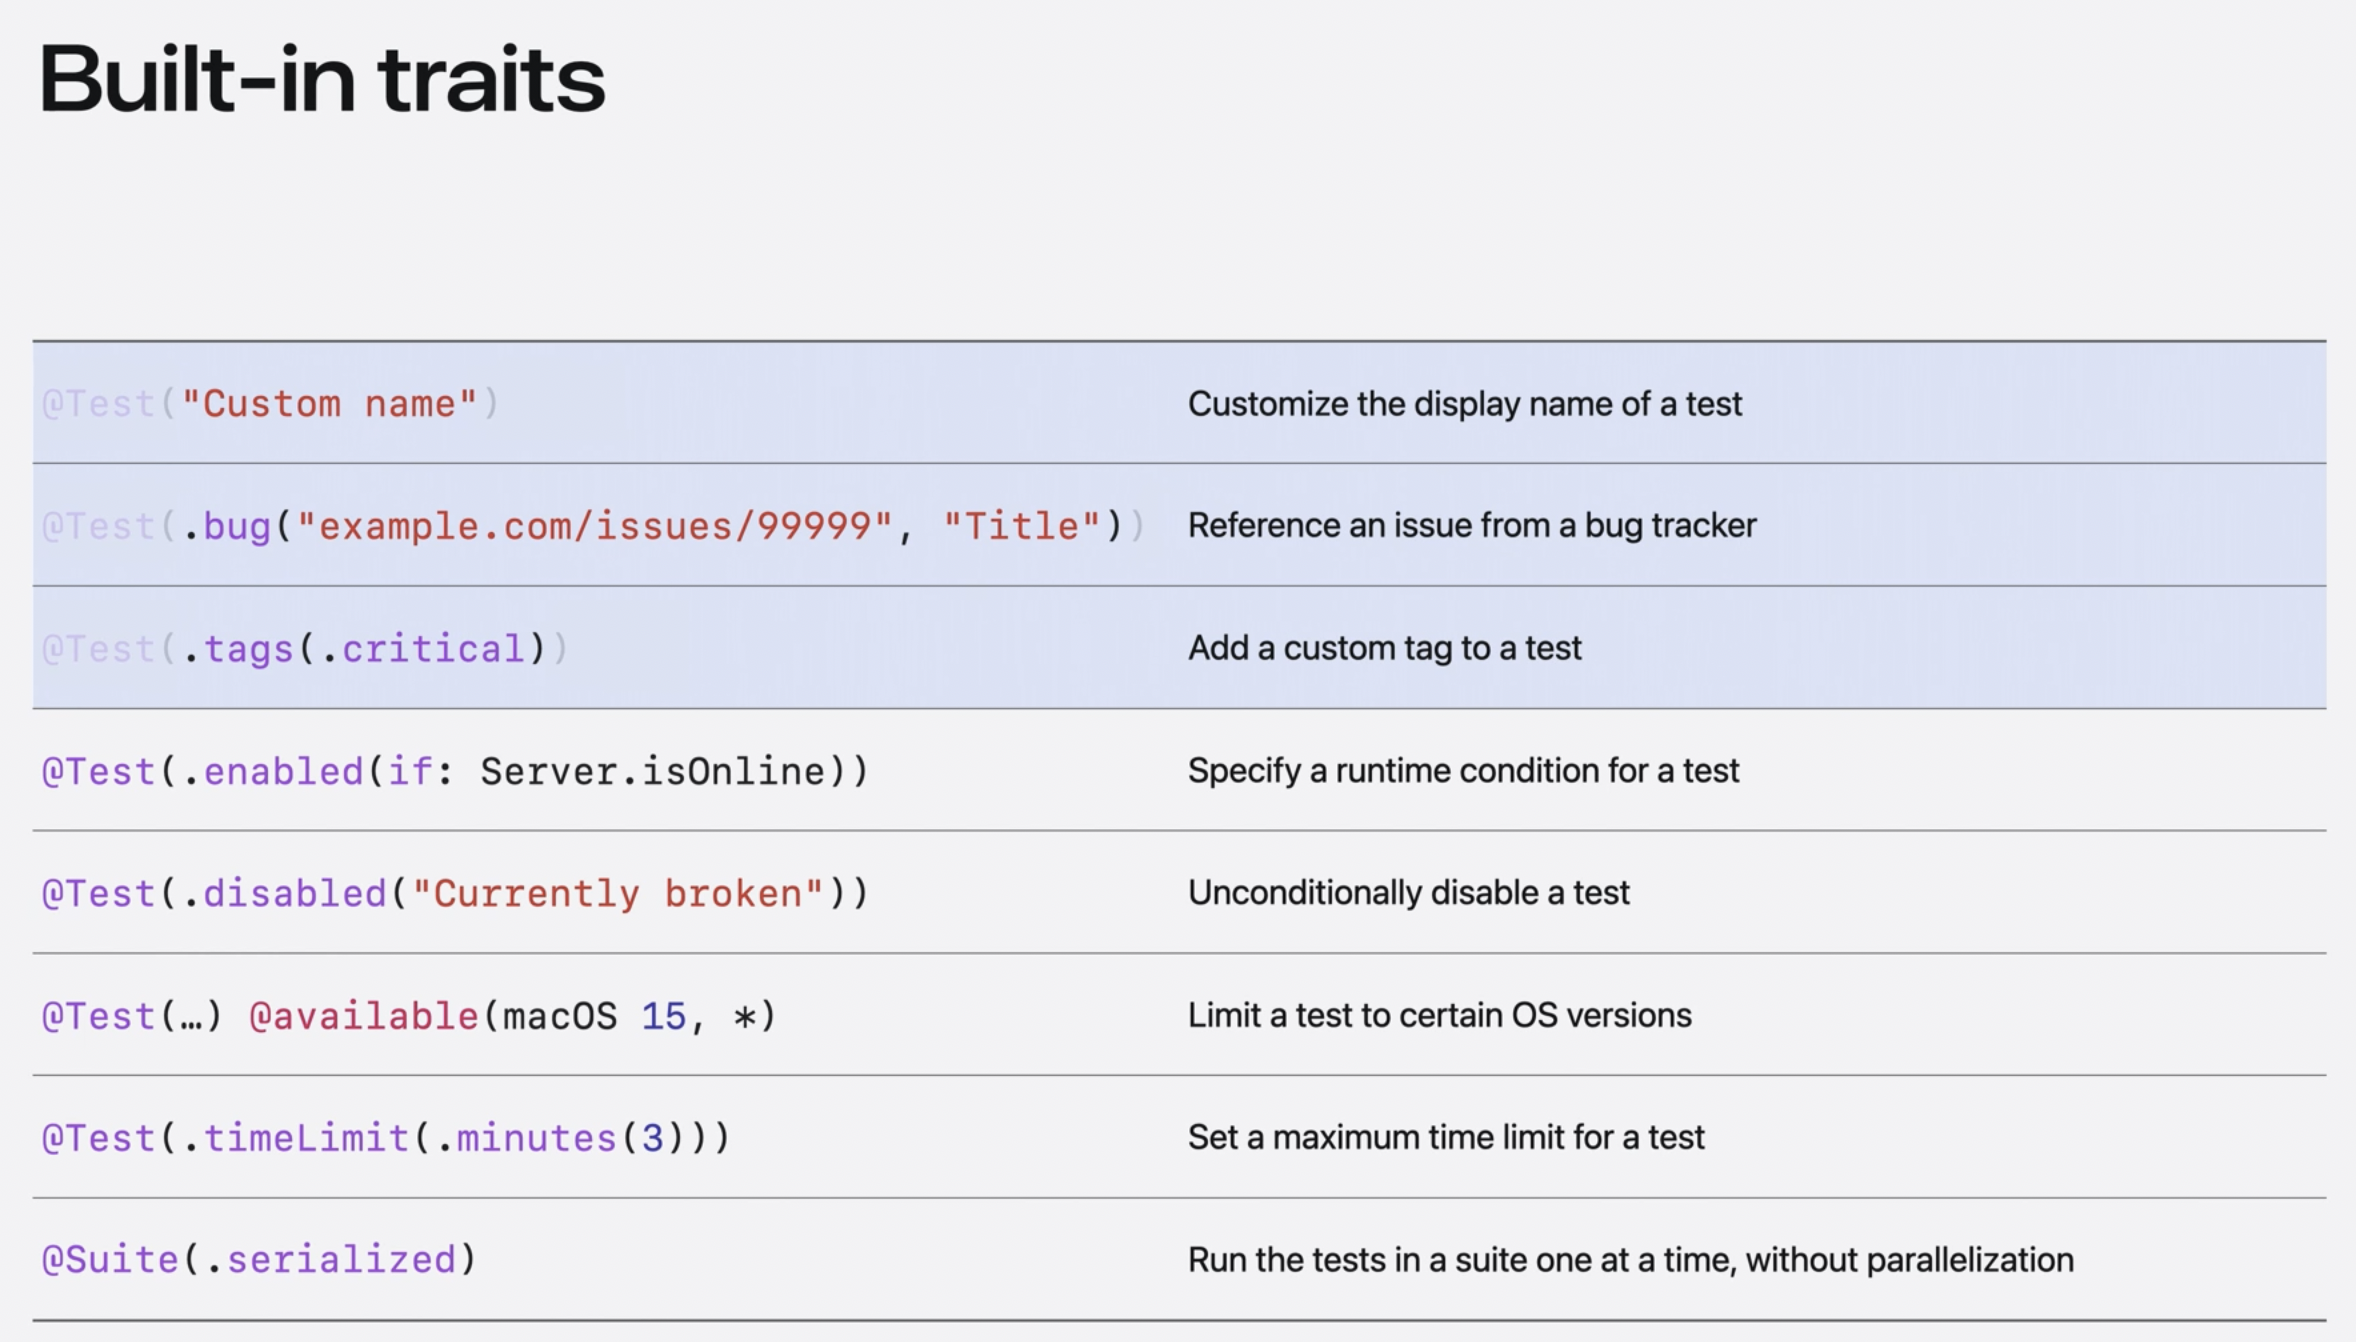 Built-in traits
@Test("Custom name") Customize the display name of a test
@Test(.bug("example.com/issues/99999", "Title")) Reference an issue from a bug tracker
@Test(.tags(.critical)) Add a custom tag to a test
@Test(.enabled(if: Server.isOnline)) Specify a runtime condition for a test
@Test(.disabled("Currently broken")) Unconditionally disable a test
@Test(…) @available(macOS 15, *) Limit a test to certain OS versions
@Test(.timeLimit(.minutes(3))) Set a maximum time limit for a test
@Suite(.serialized) Run the tests in a suite one at a time, without parallelization